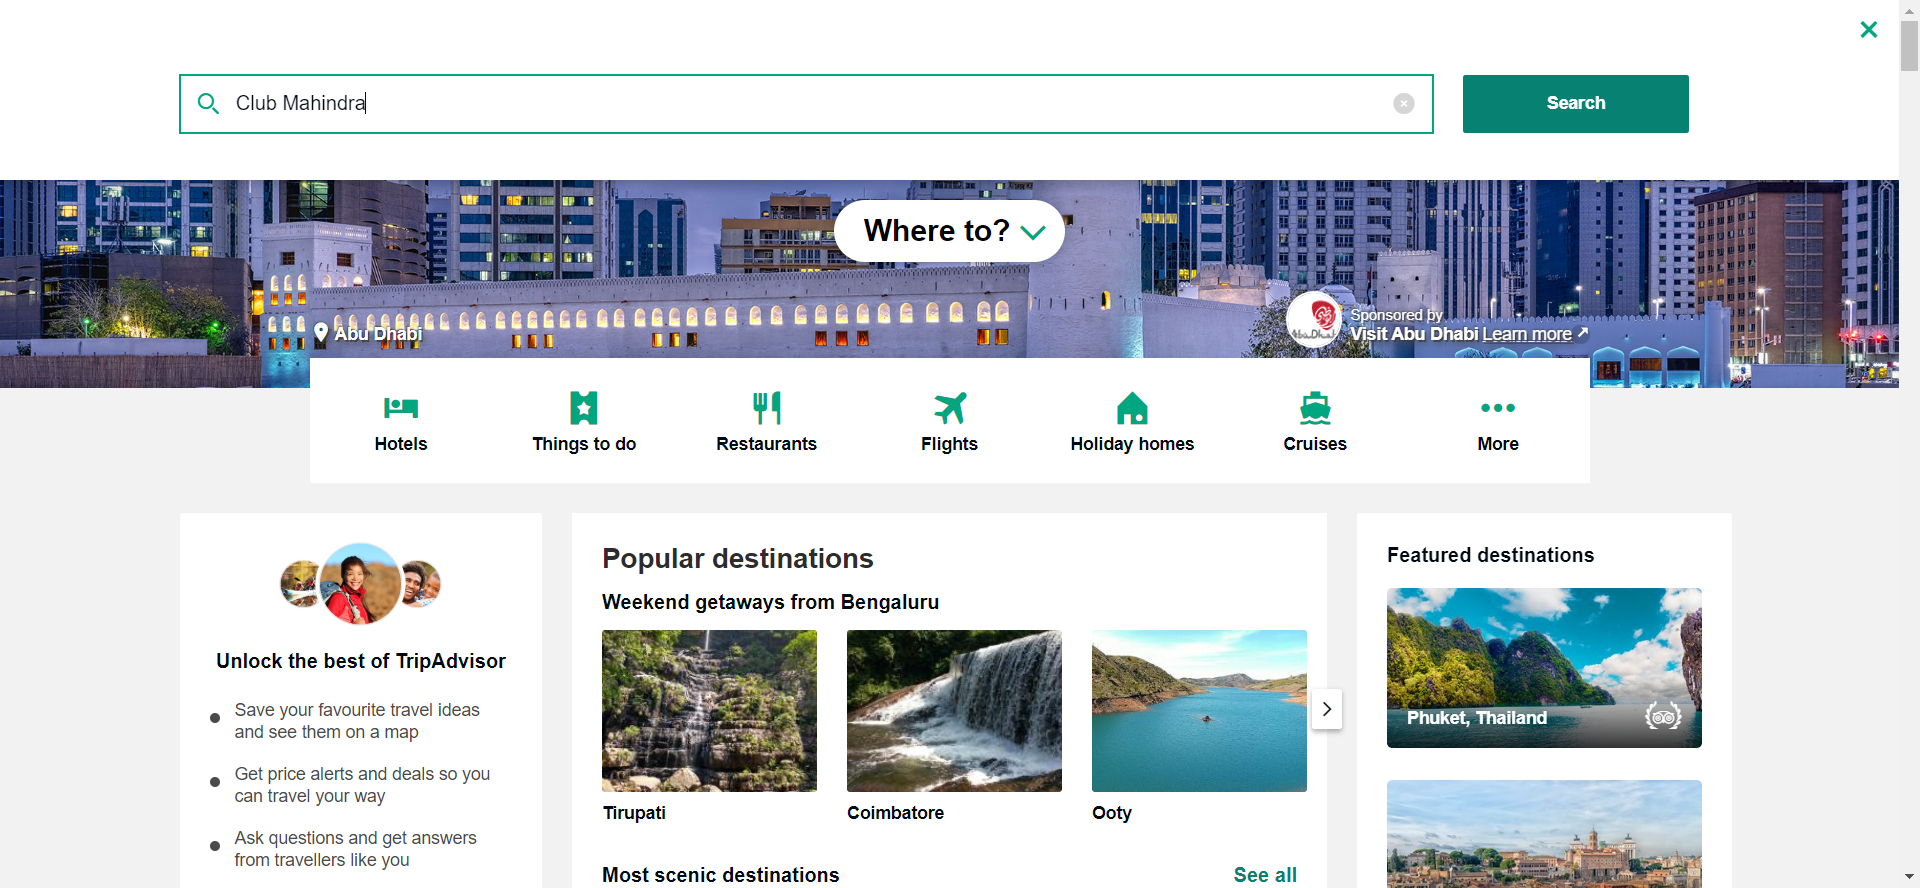 Club Mahindra
Search
Where to?
Abu Dhabi
Sponsored by
Visit Abu Dhabi Learn more
Hotels
Things to do
Restaurants
Flights
Holiday homes
Cruises
More
Unlock the best of TripAdvisor
Save your favourite travel ideas
and see them on a map
Get price alerts and deals so you
can travel your way
Ask questions and get answers
from travellers like you
Popular destinations
Weekend getaways from Bengaluru
Tirupati
Coimbatore
Ooty
Most scenic destinations
See all
Featured destinations
Phuket, Thailand